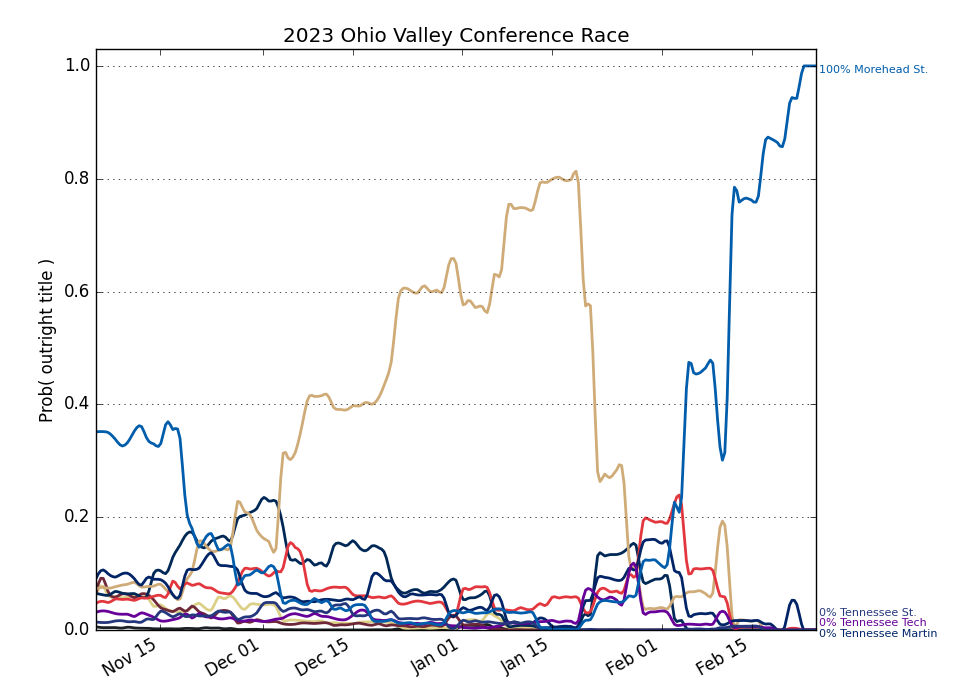 2023 Ohio Valley Conference Race
Prob( outright title )
1.0
0.8
0.6
0.4
0.2
0.0
100% Morehead St.
0% Tennessee St.
0% Tennessee Tech
0% Tennessee Martin
Nov 15
Dec 01
Dec 15
Jan 01
Jan 15
Feb 01
Feb 15